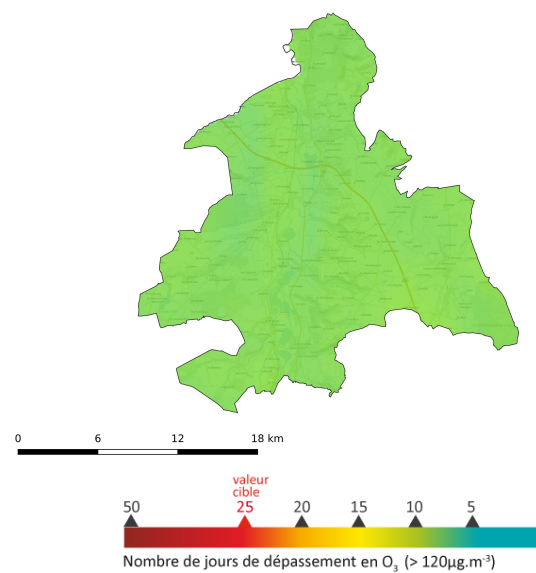 0 6 12 18 km
valeur
cible
50 25 20 15 10 5
Nombre de jours de dépassement en O₃ (> 120µg.m⁻³)